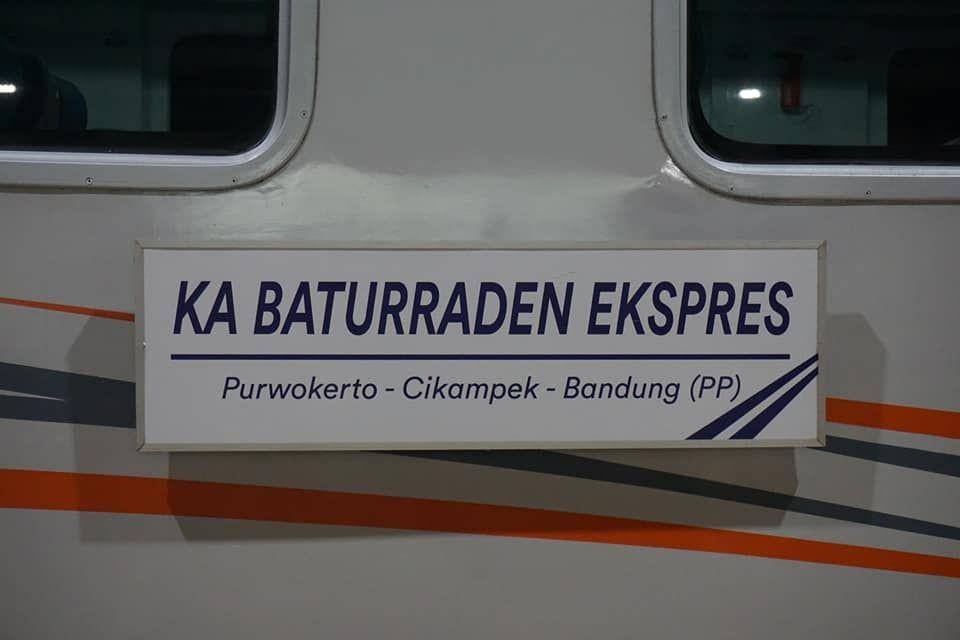 KA BATURRADEN EKSPRES
Purwokerto - Cikampek - Bandung (PP)